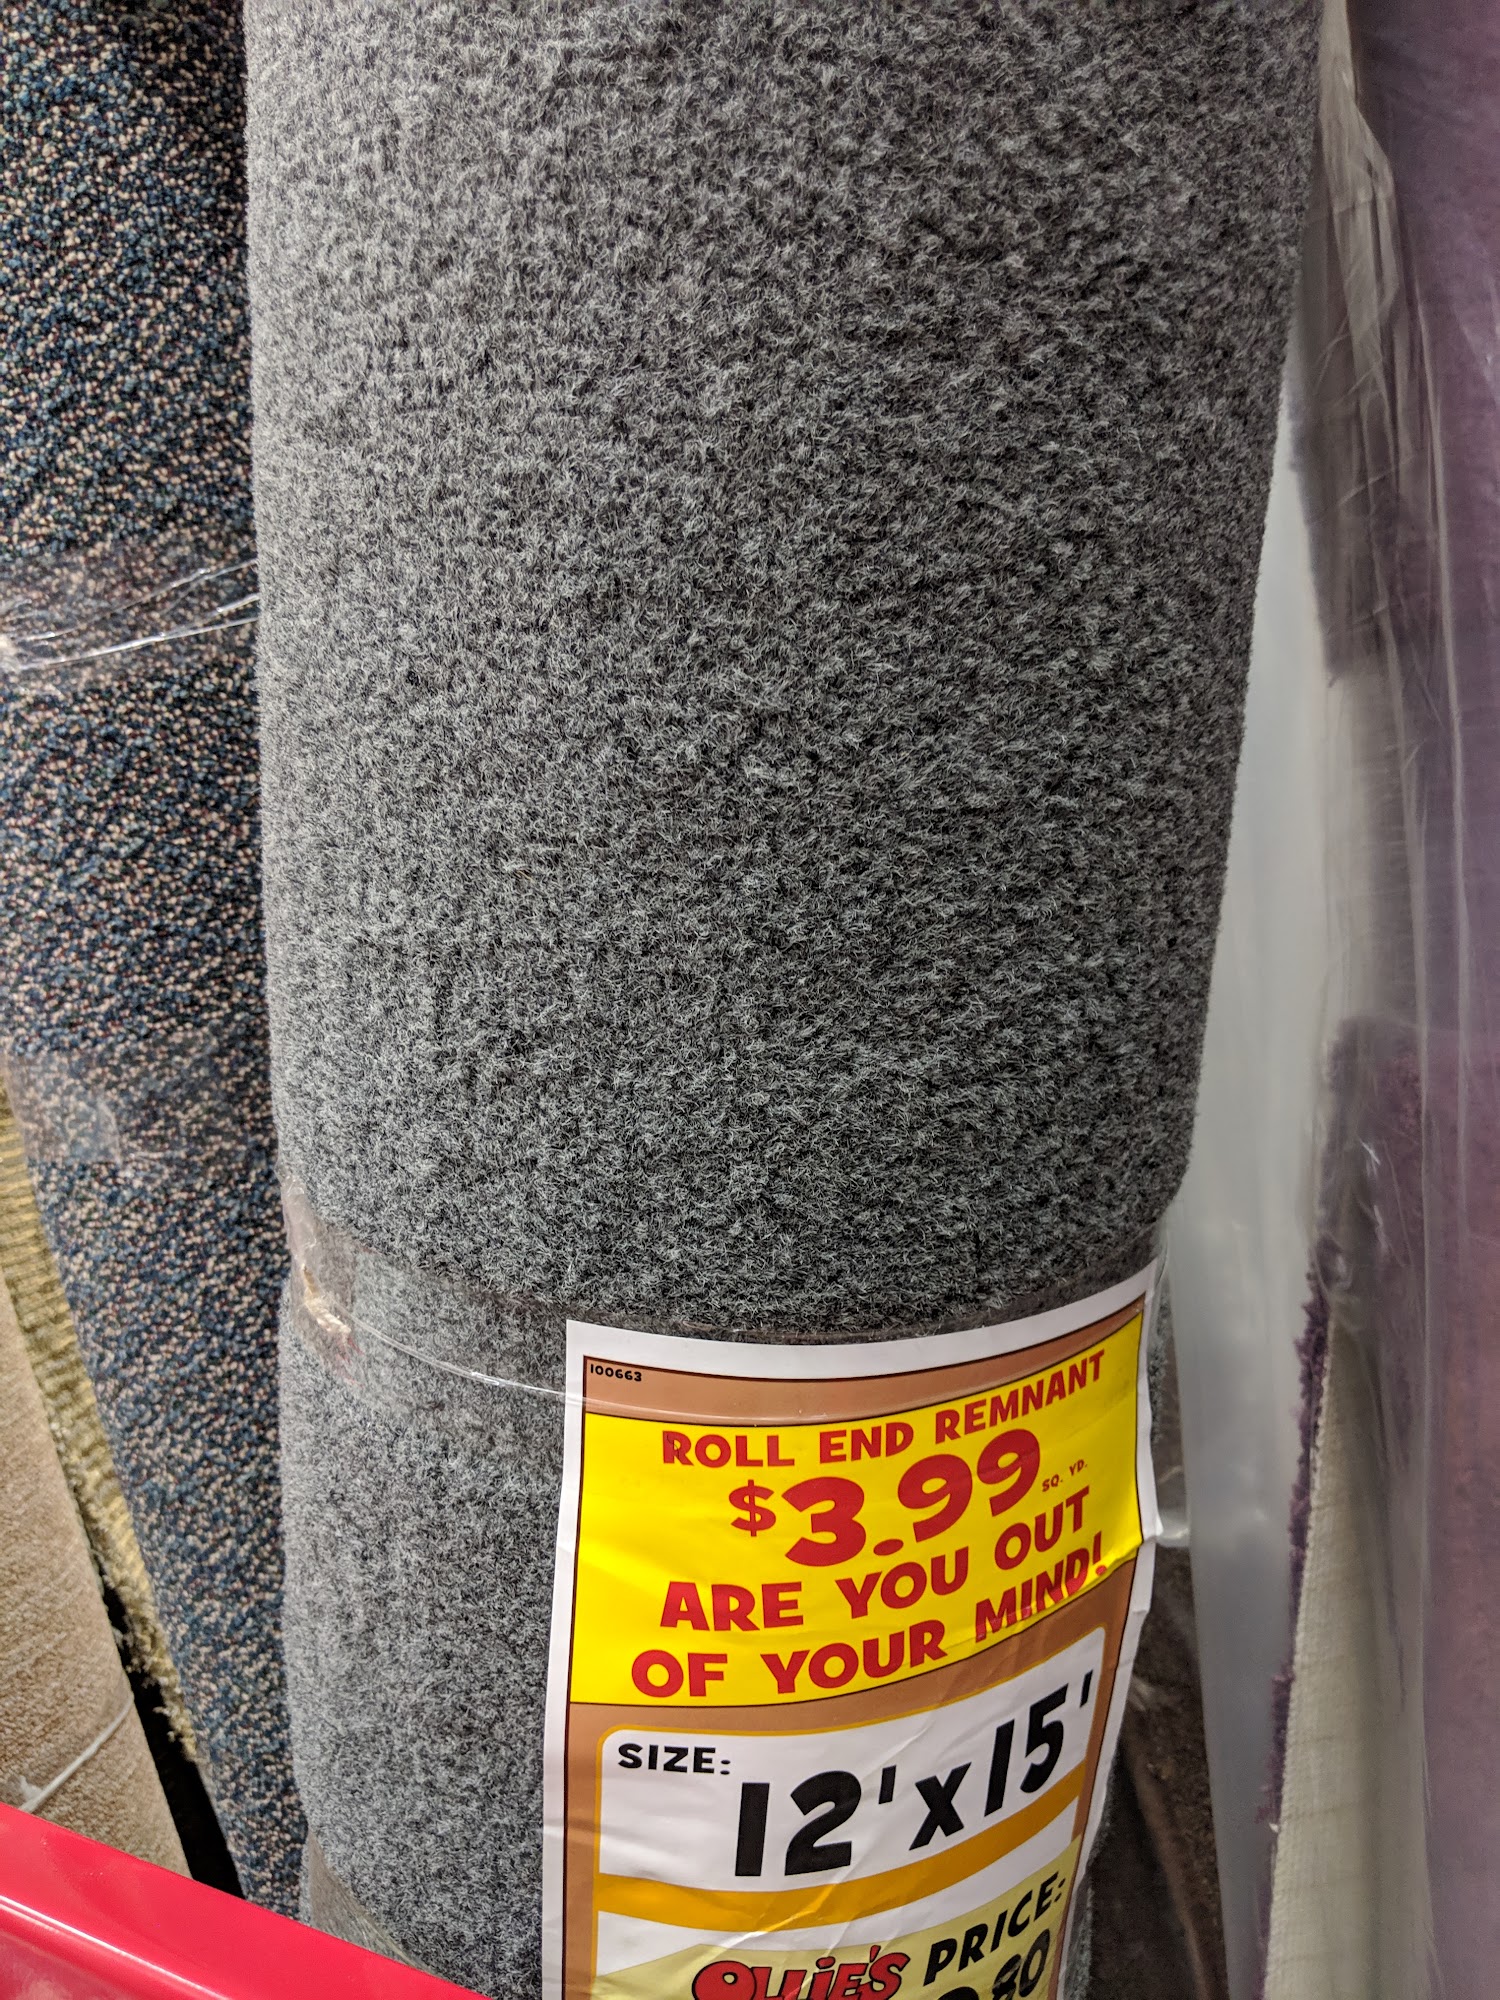 100663
ROLL END REMNANT
$3.99 SQ. YD.
ARE YOU OUT
OF YOUR MIND!
SIZE: 12'x15'
OLLIE'S PRICE: